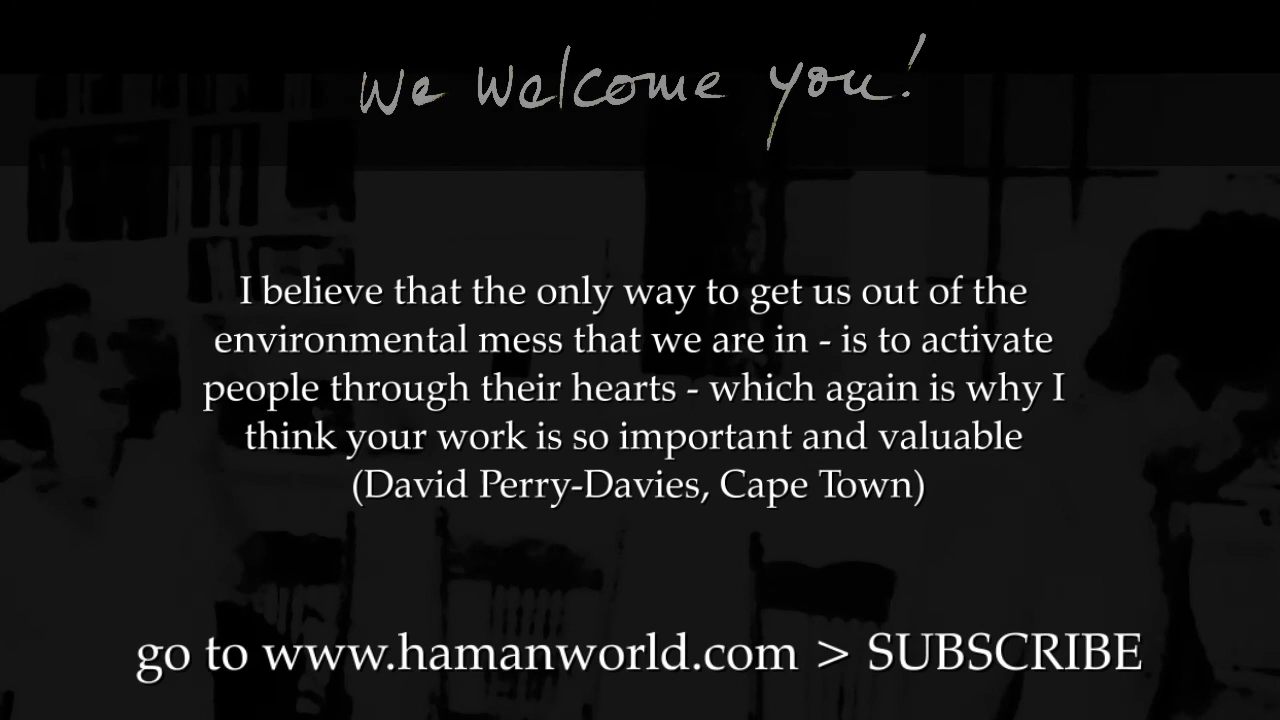 We welcome you!
I believe that the only way to get us out of the
environmental mess that we are in - is to activate
people through their hearts - which again is why I
think your work is so important and valuable
(David Perry-Davies, Cape Town)
go to www.hamanworld.com > SUBSCRIBE